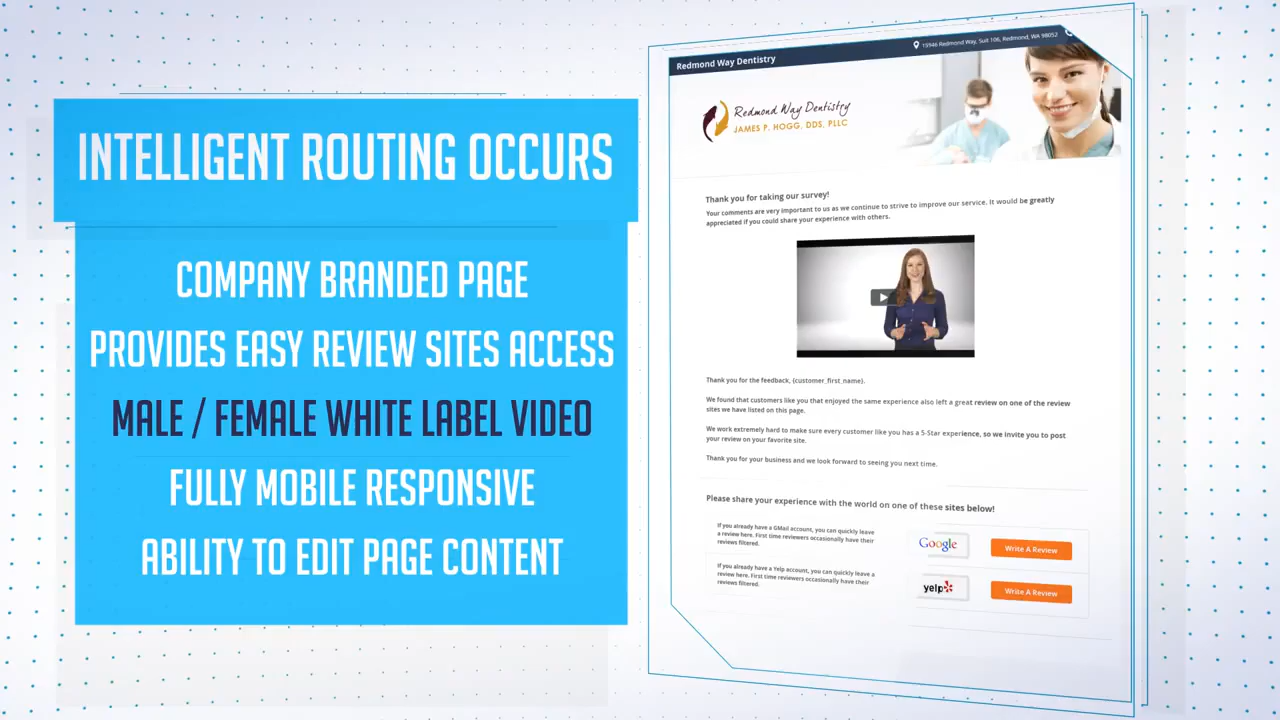 INTELLIGENT ROUTING OCCURS
COMPANY BRANDED PAGE
PROVIDES EASY REVIEW SITES ACCESS
MALE / FEMALE WHITE LABEL VIDEO
FULLY MOBILE RESPONSIVE
ABILITY TO EDIT PAGE CONTENT
Redmond Way Dentistry
15946 Redmond Way, Suit 106, Redmond, WA 98052
Redmond Way Dentistry
JAMES P. HOGG, DDS, PLLC
Thank you for taking our survey!
Your comments are very important to us as we continue to strive to improve our service. It would be greatly
appreciated if you could share your experience with others.
Thank you for the feedback, {customer_first_name}.
We found that customers like you that enjoyed the same experience also left a great review on one of the review
sites we have listed on this page.
We work extremely hard to make sure every customer like you has a 5-Star experience, so we invite you to post
your review on your favorite site.
Thank you for your business and we look forward to seeing you next time.
Please share your experience with the world on one of these sites below!
If you already have a GMail account, you can quickly leave
a review here. First time reviewers occasionally have their
reviews filtered.
Google
Write A Review
If you already have a Yelp account, you can quickly leave a
review here. First time reviewers occasionally have their
reviews filtered.
yelp
Write A Review